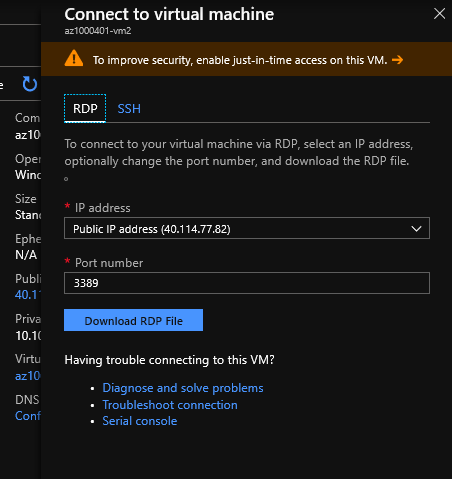 Connect to virtual machine
az1000401-vm2
To improve security, enable just-in-time access on this VM. →
RDP SSH
To connect to your virtual machine via RDP, select an IP address,
optionally change the port number, and download the RDP file.
* IP address
Public IP address (40.114.77.82)
* Port number
3389
Download RDP File
Having trouble connecting to this VM?
• Diagnose and solve problems
• Troubleshoot connection
• Serial console
e
Com
az100
Oper
Wind
Size
Stand
Ephe
N/A
Publi
40.11
Priva
10.10
Virtu
az100
DNS
Conf